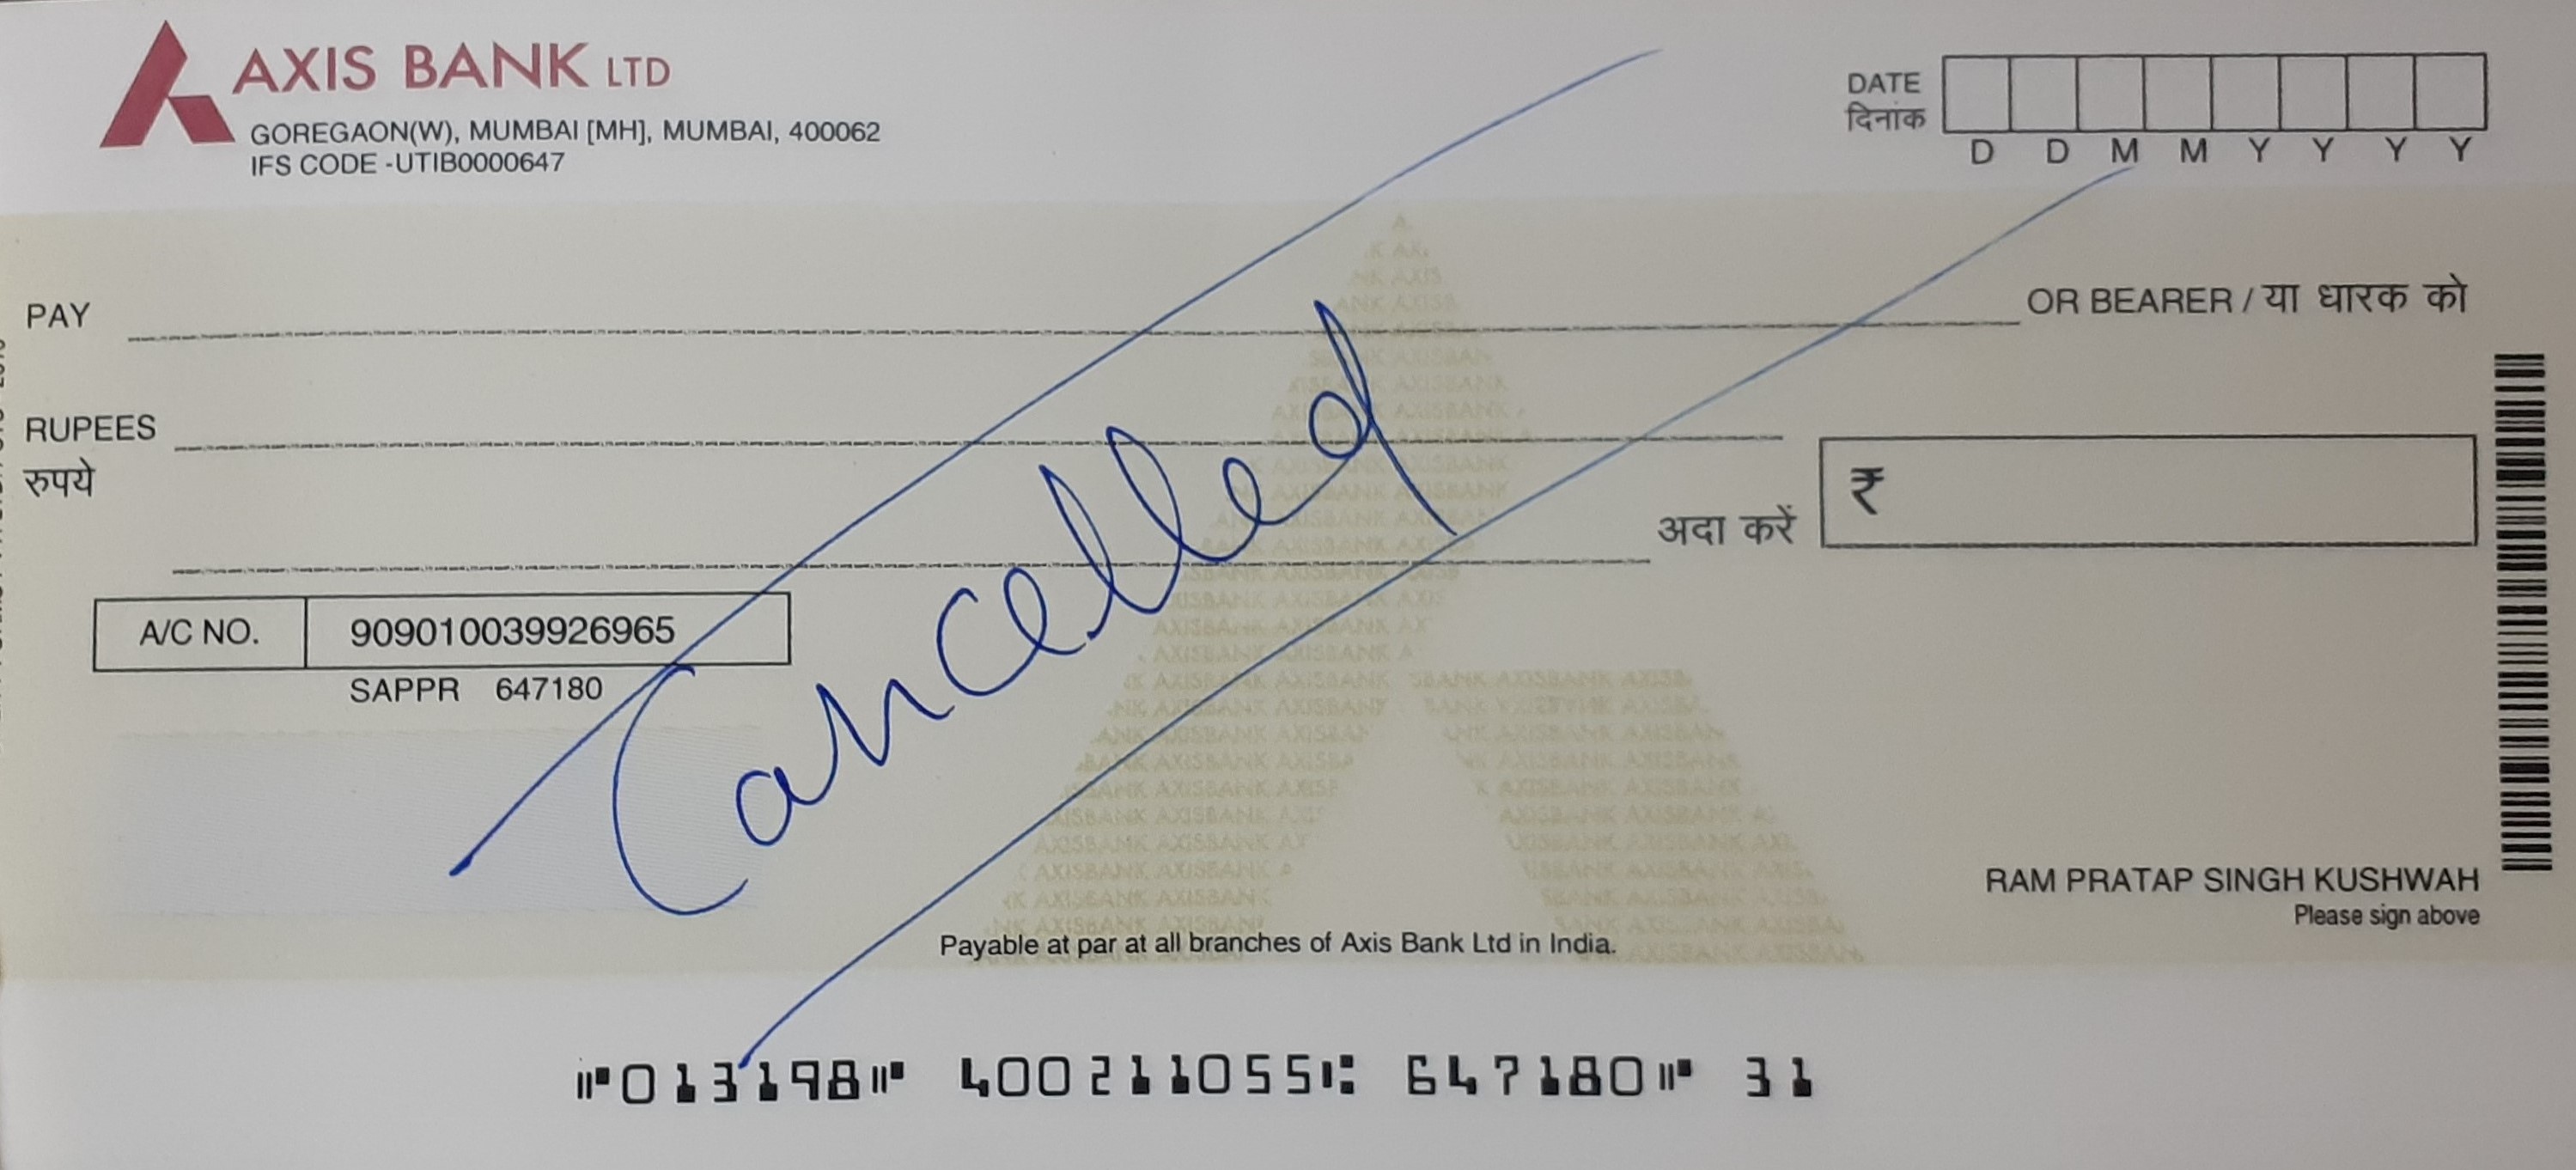 AXIS BANK LTD
GOREGAON(W), MUMBAI [MH], MUMBAI, 400062
IFS CODE -UTIB0000647
DATE
दिनांक
D D M M Y Y Y Y
PAY
OR BEARER / या धारक को
RUPEES
रुपये
अदा करें
₹
A/C NO. 909010039926965
SAPPR 647180
Cancelled
RAM PRATAP SINGH KUSHWAH
Please sign above
Payable at par at all branches of Axis Bank Ltd in India.
⑈013198⑈ 400211055⑆ 647180⑈ 31